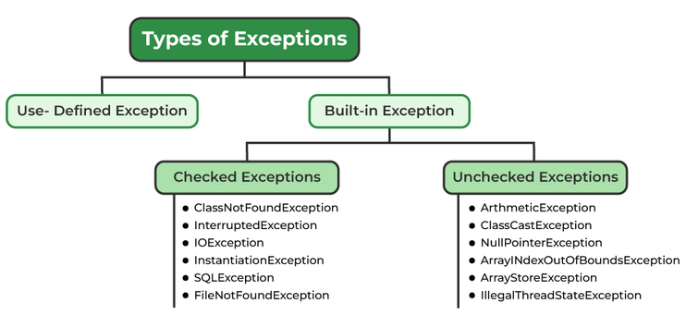 Types of Exceptions
Use- Defined Exception
Built-in Exception
Checked Exceptions
ClassNotFoundException
InterruptedException
IOException
InstantiationException
SQLException
FileNotFoundException
Unchecked Exceptions
ArthmeticException
ClassCastException
NullPointerException
ArrayINdexOutOfBoundsException
ArrayStoreException
IllegalThreadStateException